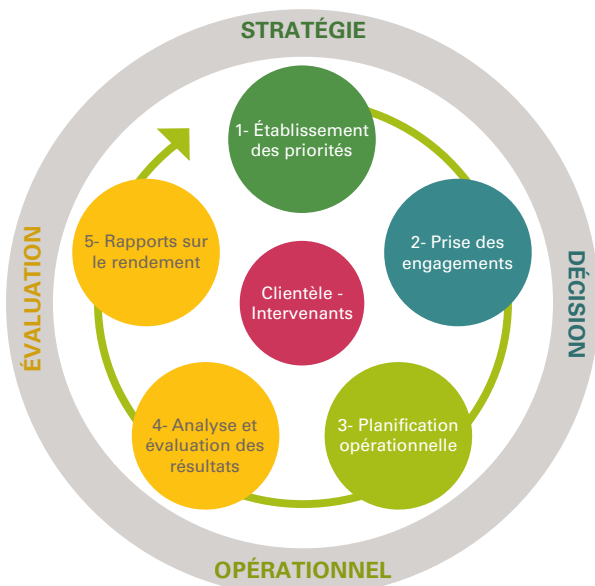 STRATÉGIE
1- Établissement
des priorités
2- Prise des
engagements
DÉCISION
3- Planification
opérationnelle
OPÉRATIONNEL
4- Analyse et
évaluation des
résultats
5- Rapports sur
le rendement
ÉVALUATION
Clientèle -
Intervenants